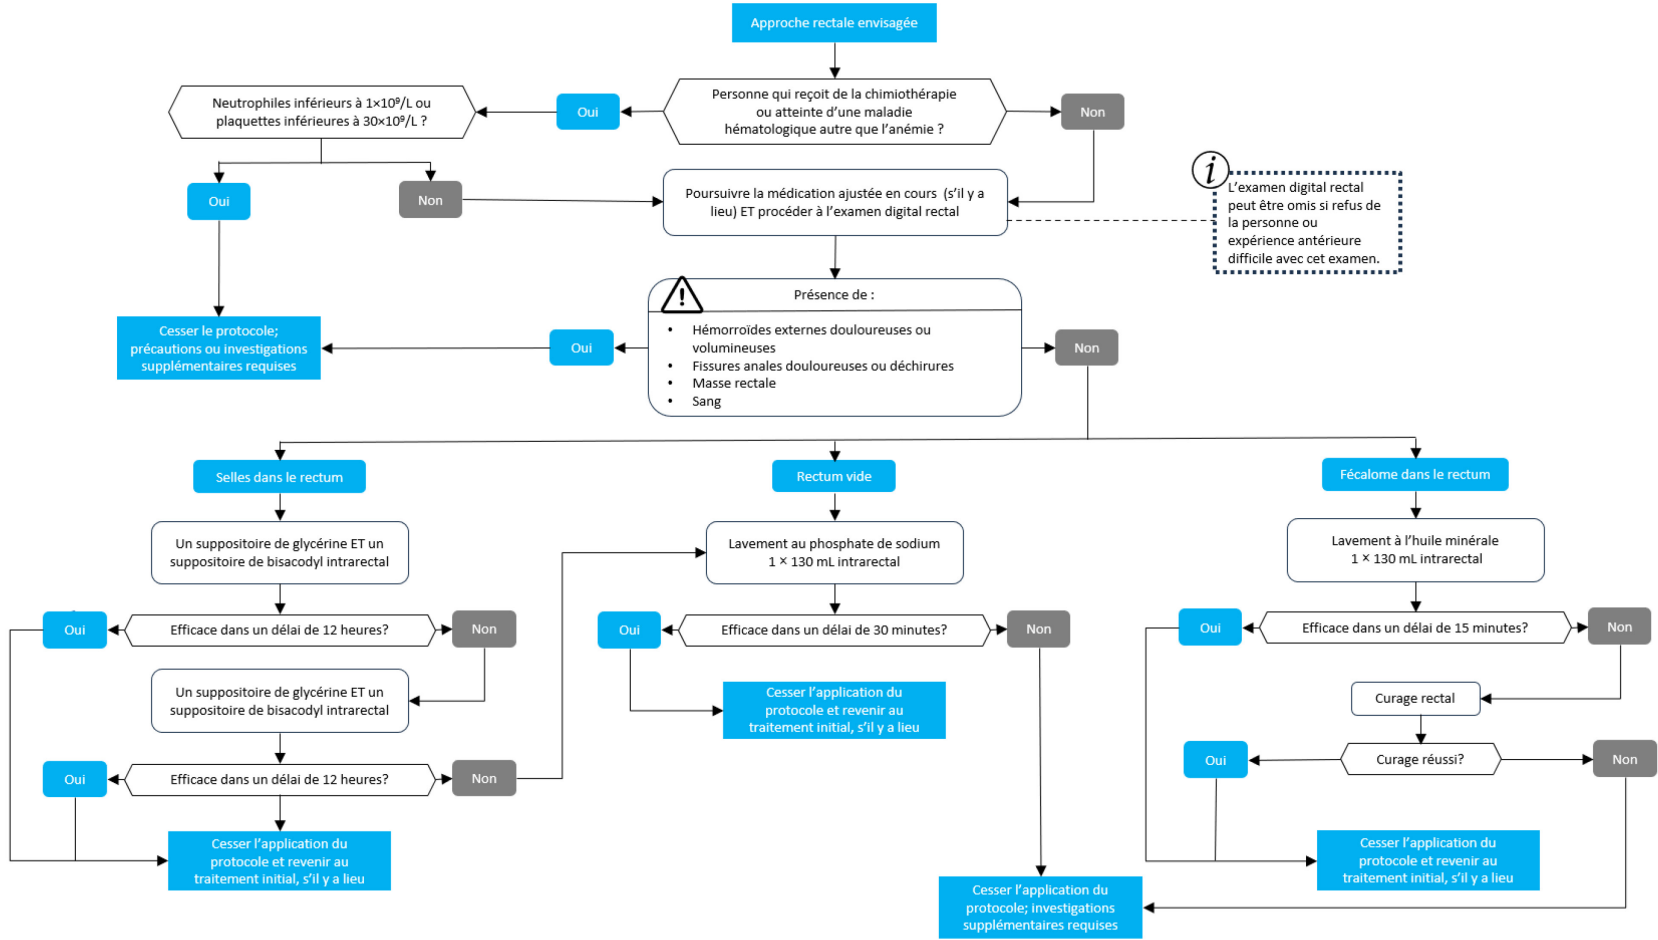 Approche rectale envisagée
Neutrophiles inférieurs à 1×10⁹/L ou
plaquettes inférieures à 30×10⁹/L ?
Oui
Personne qui reçoit de la chimiothérapie
ou atteinte d’une maladie
hématologique autre que l’anémie ?
Non
Oui
Non
Poursuivre la médication ajustée en cours (s’il y a
lieu) ET procéder à l’examen digital rectal
i
L’examen digital rectal
peut être omis si refus de
la personne ou
expérience antérieure
difficile avec cet examen.
Cesser le protocole;
précautions ou investigations
supplémentaires requises
Oui
!
Présence de :
• Hémorroïdes externes douloureuses ou
volumineuses
• Fissures anales douloureuses ou déchirures
• Masse rectale
• Sang
Non
Selles dans le rectum
Rectum vide
Fécalome dans le rectum
Un suppositoire de glycérine ET un
suppositoire de bisacodyl intrarectal
Lavement au phosphate de sodium
1 × 130 mL intrarectal
Lavement à l’huile minérale
1 × 130 mL intrarectal
Oui
Efficace dans un délai de 12 heures?
Non
Oui
Efficace dans un délai de 30 minutes?
Non
Oui
Efficace dans un délai de 15 minutes?
Non
Un suppositoire de glycérine ET un
suppositoire de bisacodyl intrarectal
Cesser l’application du
protocole et revenir au
traitement initial, s’il y a lieu
Curage rectal
Oui
Efficace dans un délai de 12 heures?
Non
Oui
Curage réussi?
Non
Cesser l’application du
protocole et revenir au
traitement initial, s’il y a lieu
Cesser l’application du
protocole; investigations
supplémentaires requises
Cesser l’application du
protocole et revenir au
traitement initial, s’il y a lieu